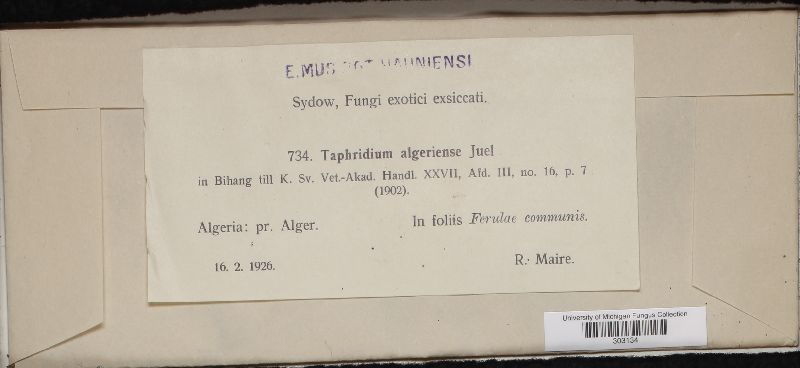 E. MUS BOT HAUNIENSI
Sydow, Fungi exotici exsiccati.
734. Taphridium algeriense Juel
in Bihang till K. Sv. Vet.-Akad. Handl. XXVII, Afd. III, no. 16, p. 7
(1902).
Algeria: pr. Alger. In foliis Ferulae communis.
16. 2. 1926. R. Maire.
University of Michigan Fungus Collection
303134